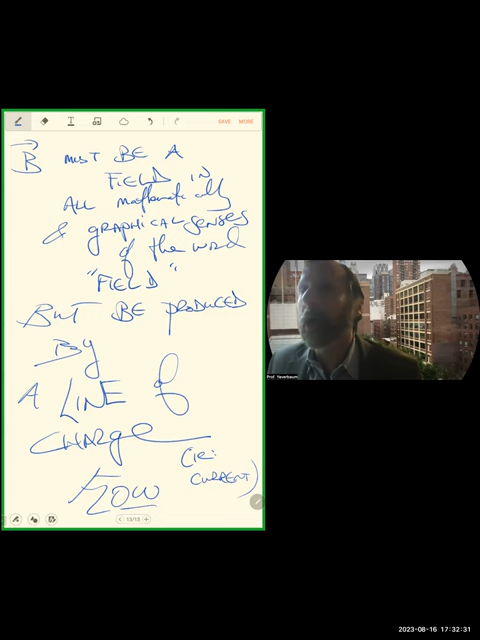 SAVE MORE
B MUST BE A
FIELD IN
ALL mathematically
& GRAPHICAL SENSES
of the word
"FIELD"
BUT BE PRODUCED
By
A LINE of
CHARGE
(ie:
CURRENT)
FLOW
13/13
Prof. Yaverbaum
2023-08-16 17:32:31